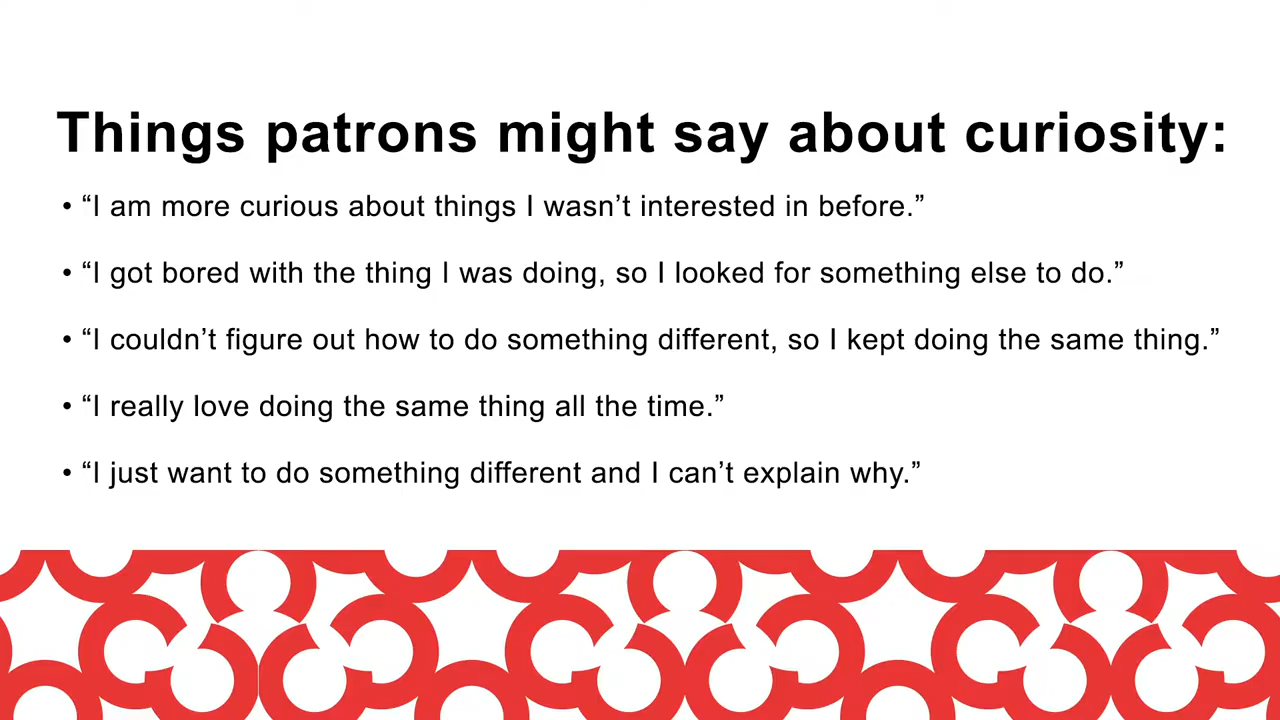 Things patrons might say about curiosity:
• “I am more curious about things I wasn’t interested in before.”
• “I got bored with the thing I was doing, so I looked for something else to do.”
• “I couldn’t figure out how to do something different, so I kept doing the same thing.”
• “I really love doing the same thing all the time.”
• “I just want to do something different and I can’t explain why.”